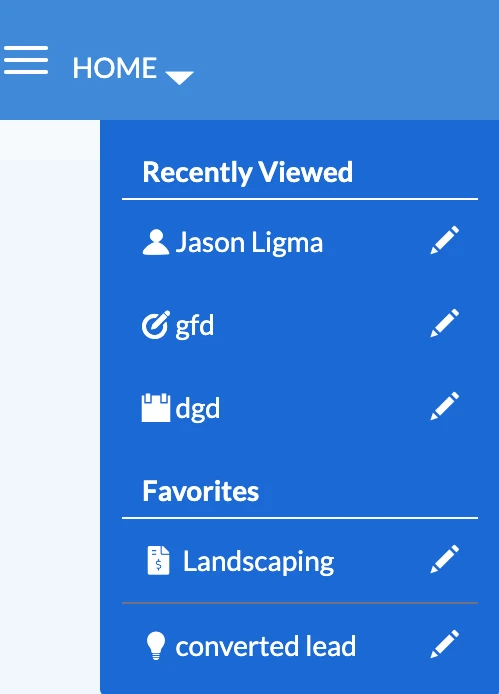 HOME
Recently Viewed
Jason Ligma
gfd
dgd
Favorites
$ Landscaping
converted lead